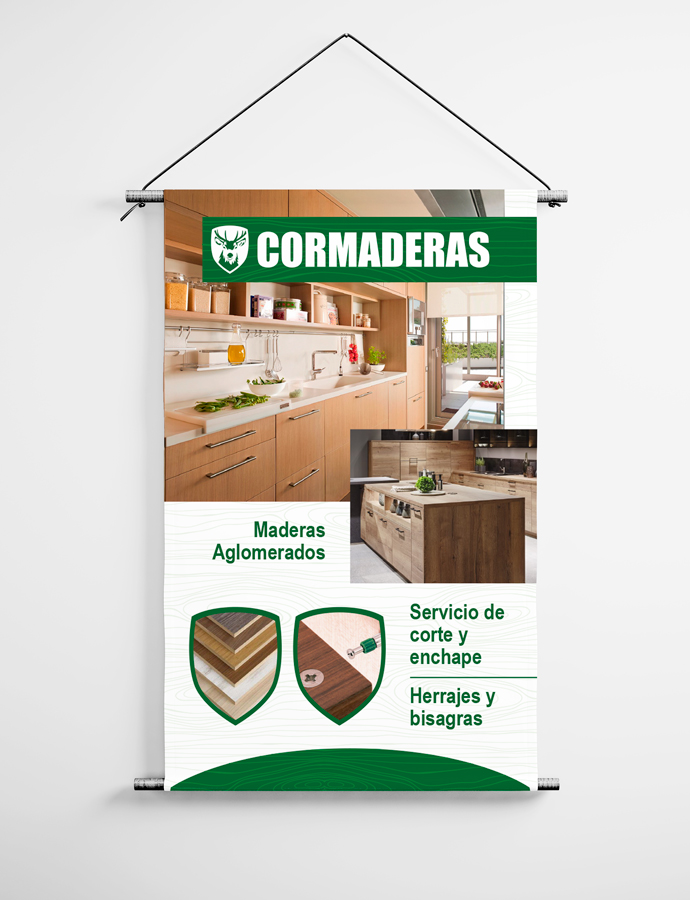 CORMADERAS
Maderas
Aglomerados
Servicio de
corte y
enchape
Herrajes y
bisagras